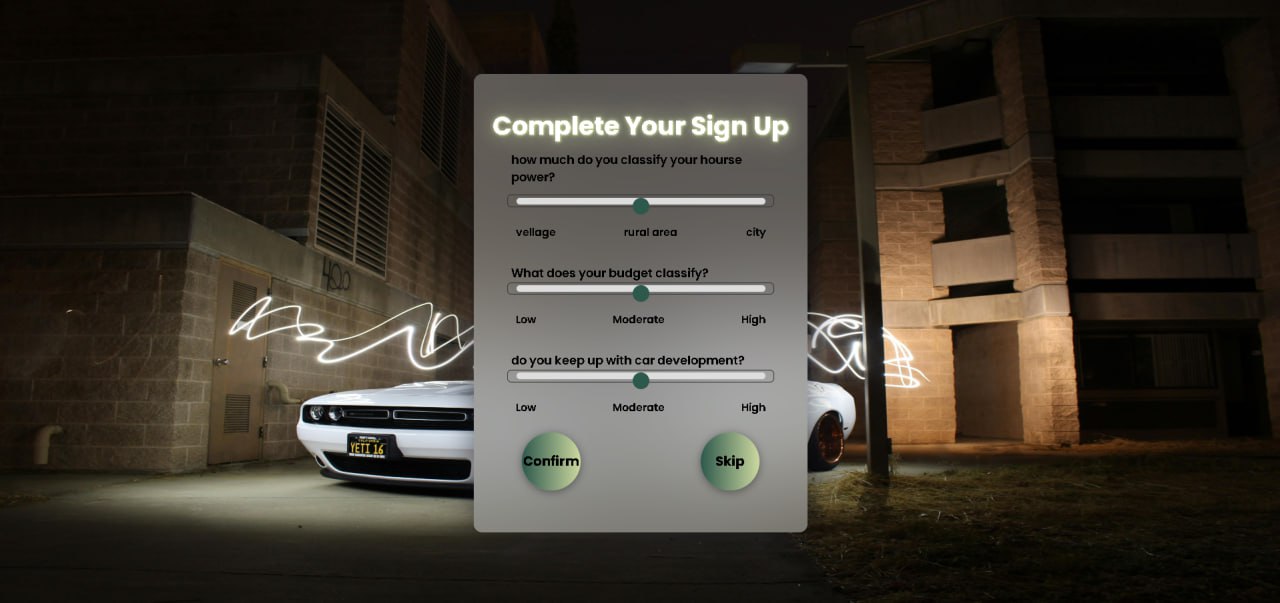 Complete Your Sign Up
how much do you classify your hourse
power?
vellage rural area city
What does your budget classify?
Low Moderate High
do you keep up with car development?
Low Moderate High
Confirm Skip
400
YETI 16